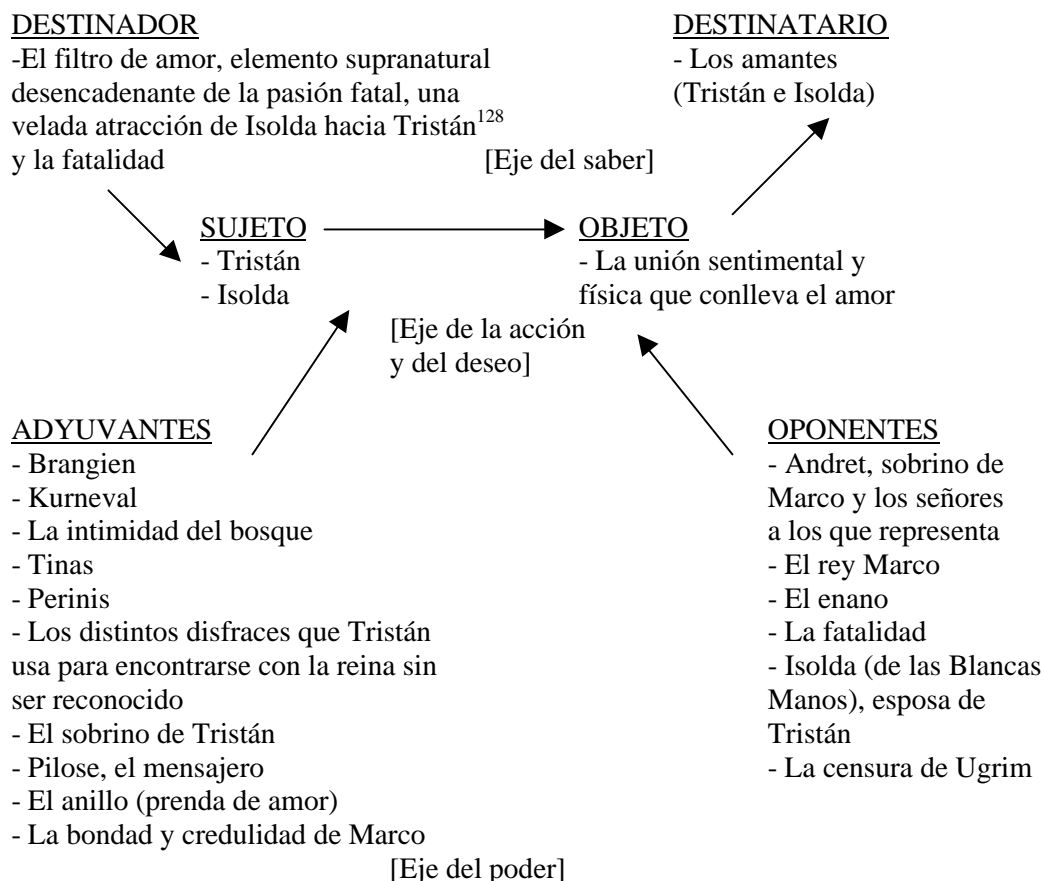 DESTINADOR
-El filtro de amor, elemento supranatural
desencadenante de la pasión fatal, una
velada atracción de Isolda hacia Tristán128
y la fatalidad
DESTINATARIO
- Los amantes
(Tristán e Isolda)
[Eje del saber]
SUJETO
- Tristán
- Isolda
OBJETO
- La unión sentimental y
física que conlleva el amor
[Eje de la acción
y del deseo]
ADYUVANTES
- Brangien
- Kurneval
- La intimidad del bosque
- Tinas
- Perinis
- Los distintos disfraces que Tristán
usa para encontrarse con la reina sin
ser reconocido
- El sobrino de Tristán
- Pilose, el mensajero
- El anillo (prenda de amor)
- La bondad y credulidad de Marco
OPONENTES
- Andret, sobrino de
Marco y los señores
a los que representa
- El rey Marco
- El enano
- La fatalidad
- Isolda (de las Blancas
Manos), esposa de
Tristán
- La censura de Ugrim
[Eje del poder]